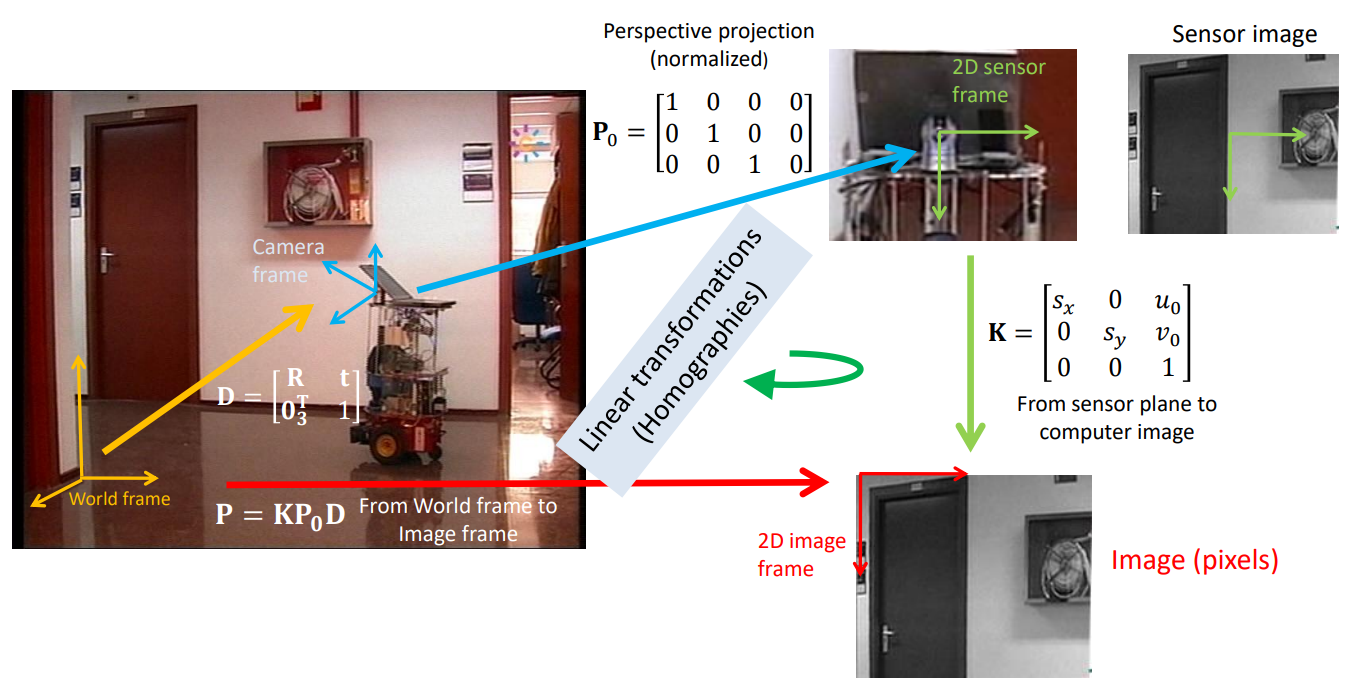 Perspective projection
(normalized)
P₀ = [1 0 0 0
0 1 0 0
0 0 1 0]
2D sensor
frame
Sensor image
Camera
frame
D = [R t
0₃ᵀ 1]
World frame
P = KP₀D
From World frame to
Image frame
Linear transformations
(Homographies)
K = [sₓ 0 u₀
0 s_y v₀
0 0 1]
From sensor plane to
computer image
2D image
frame
Image (pixels)